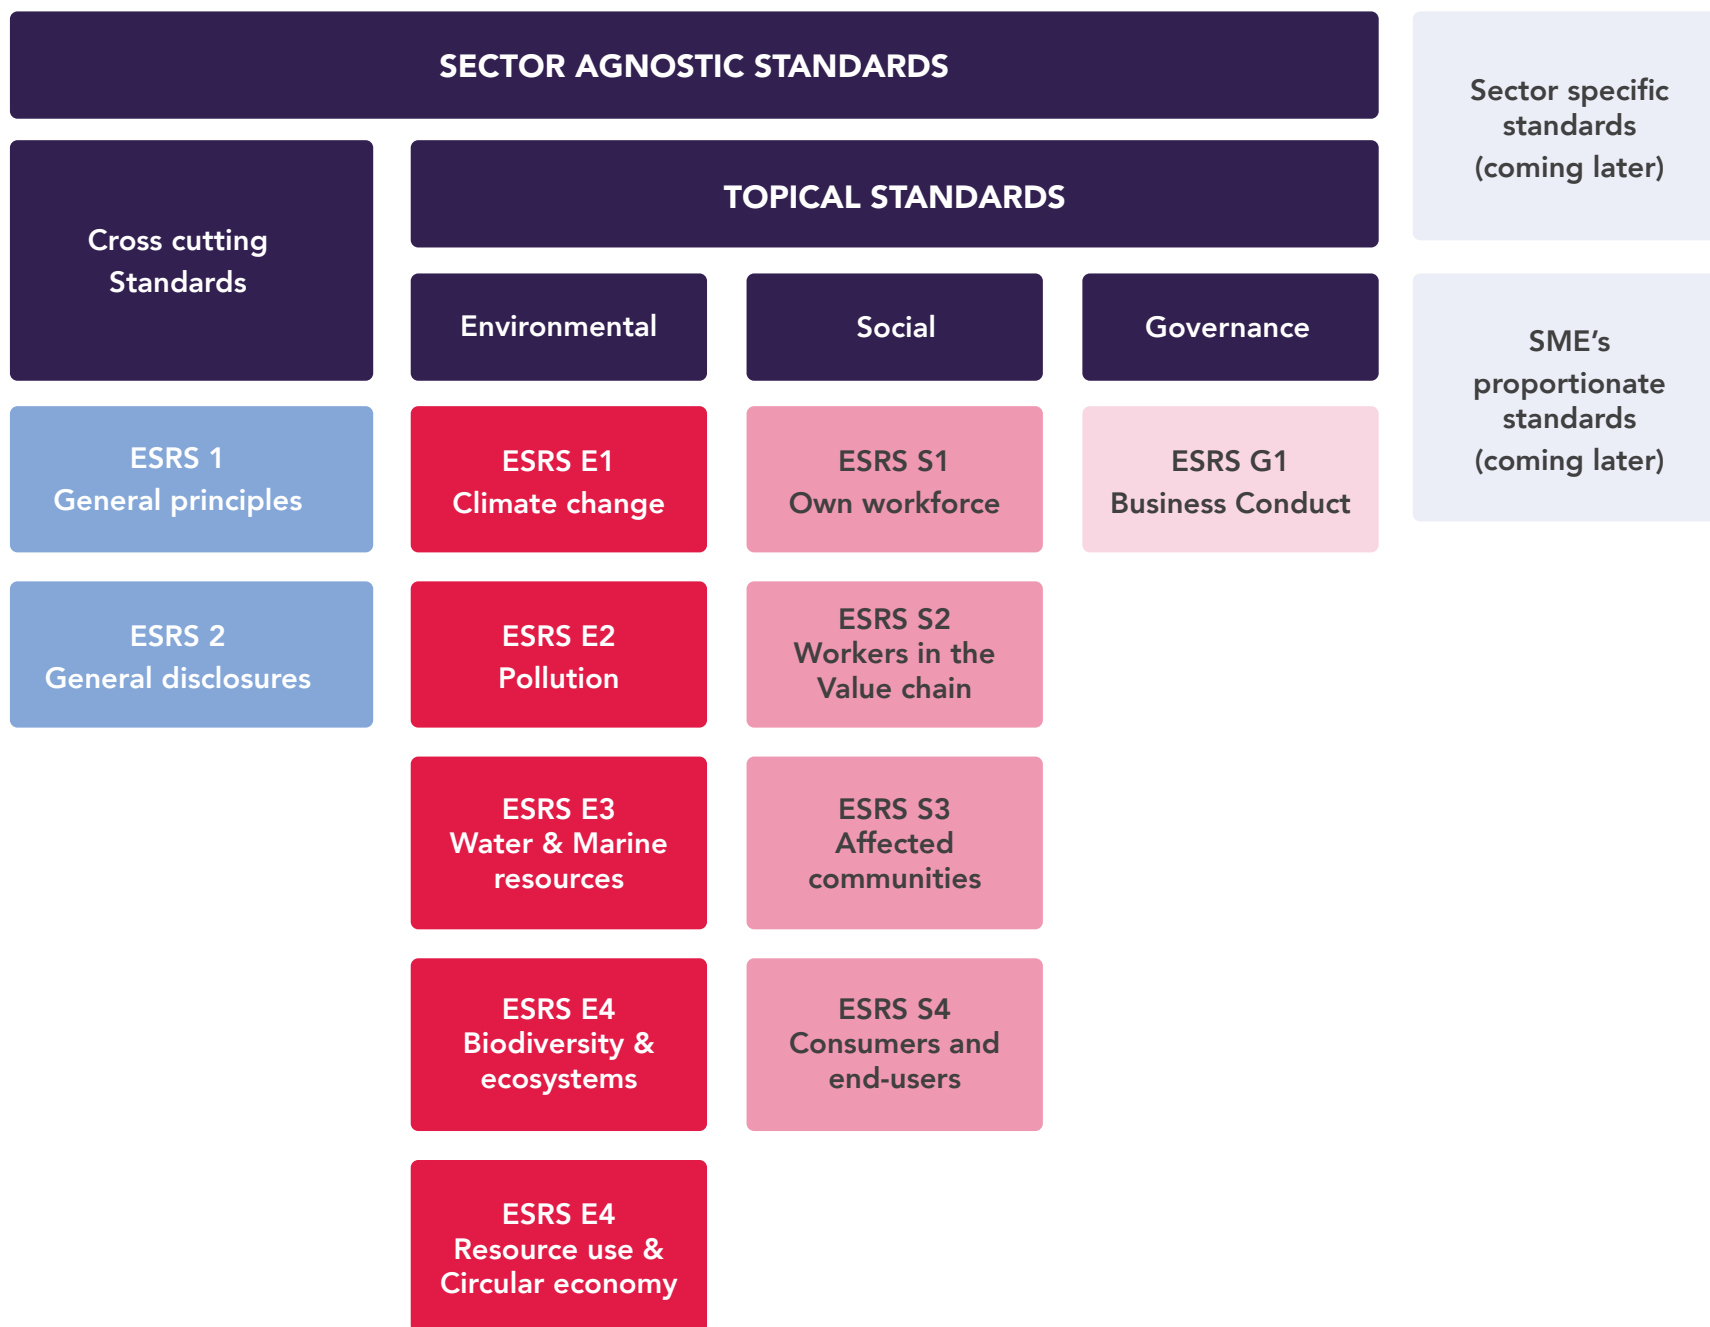 SECTOR AGNOSTIC STANDARDS
Sector specific
standards
(coming later)
Cross cutting
Standards
TOPICAL STANDARDS
Environmental
Social
Governance
SME's
proportionate
standards
(coming later)
ESRS 1
General principles
ESRS E1
Climate change
ESRS S1
Own workforce
ESRS G1
Business Conduct
ESRS 2
General disclosures
ESRS E2
Pollution
ESRS S2
Workers in the
Value chain
ESRS E3
Water & Marine
resources
ESRS S3
Affected
communities
ESRS E4
Biodiversity &
ecosystems
ESRS S4
Consumers and
end-users
ESRS E4
Resource use &
Circular economy